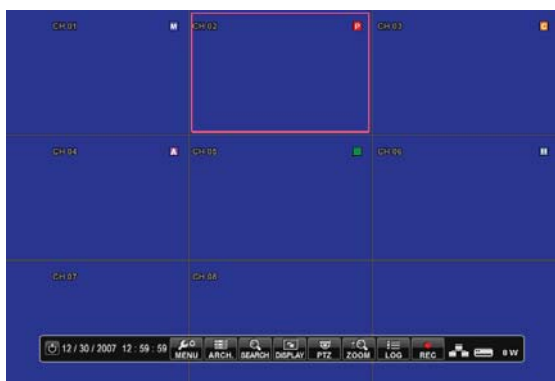 CH 01 M CH 02 P CH 03 C
CH 04 A CH 05 CH 06
CH 07 CH 08
12 / 30 / 2007 12 : 59 : 59 MENU ARCH. SEARCH DISPLAY PTZ ZOOM LOG REC